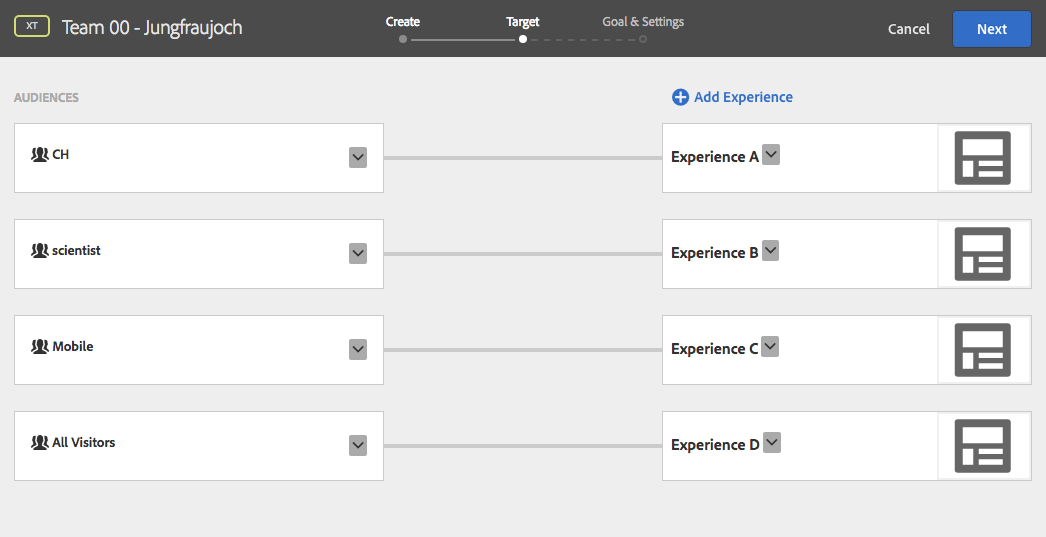 XT Team 00 - Jungfraujoch
Create Target Goal & Settings
Cancel Next
AUDIENCES
Add Experience
CH
Experience A
scientist
Experience B
Mobile
Experience C
All Visitors
Experience D